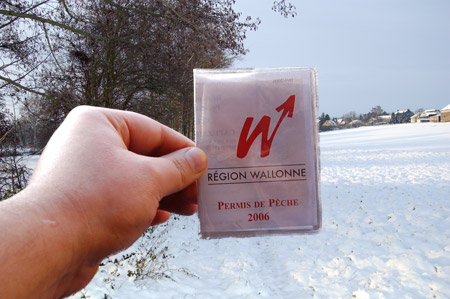 W
RÉGION WALLONNE
PERMIS DE PÊCHE
2006